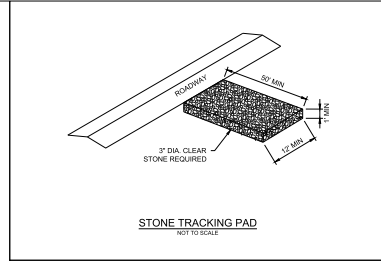 ROADWAY
50' MIN
1' MIN
12' MIN
3" DIA. CLEAR
STONE REQUIRED
STONE TRACKING PAD
NOT TO SCALE